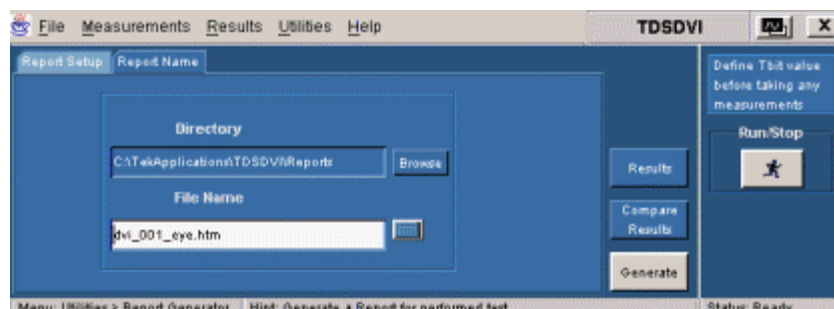 File Measurements Results Utilities Help TDSDVI X
Report Setup Report Name
Define Tbit value
before taking any
measurements
Directory
C:\TekApplications\TDSDVI\Reports Browse
File Name
dvi_001_eye.htm
Results
Compare
Results
Generate
Run/Stop
Menu: Utilities > Report Generator Hint: Generate a Report for performed test Status: Ready